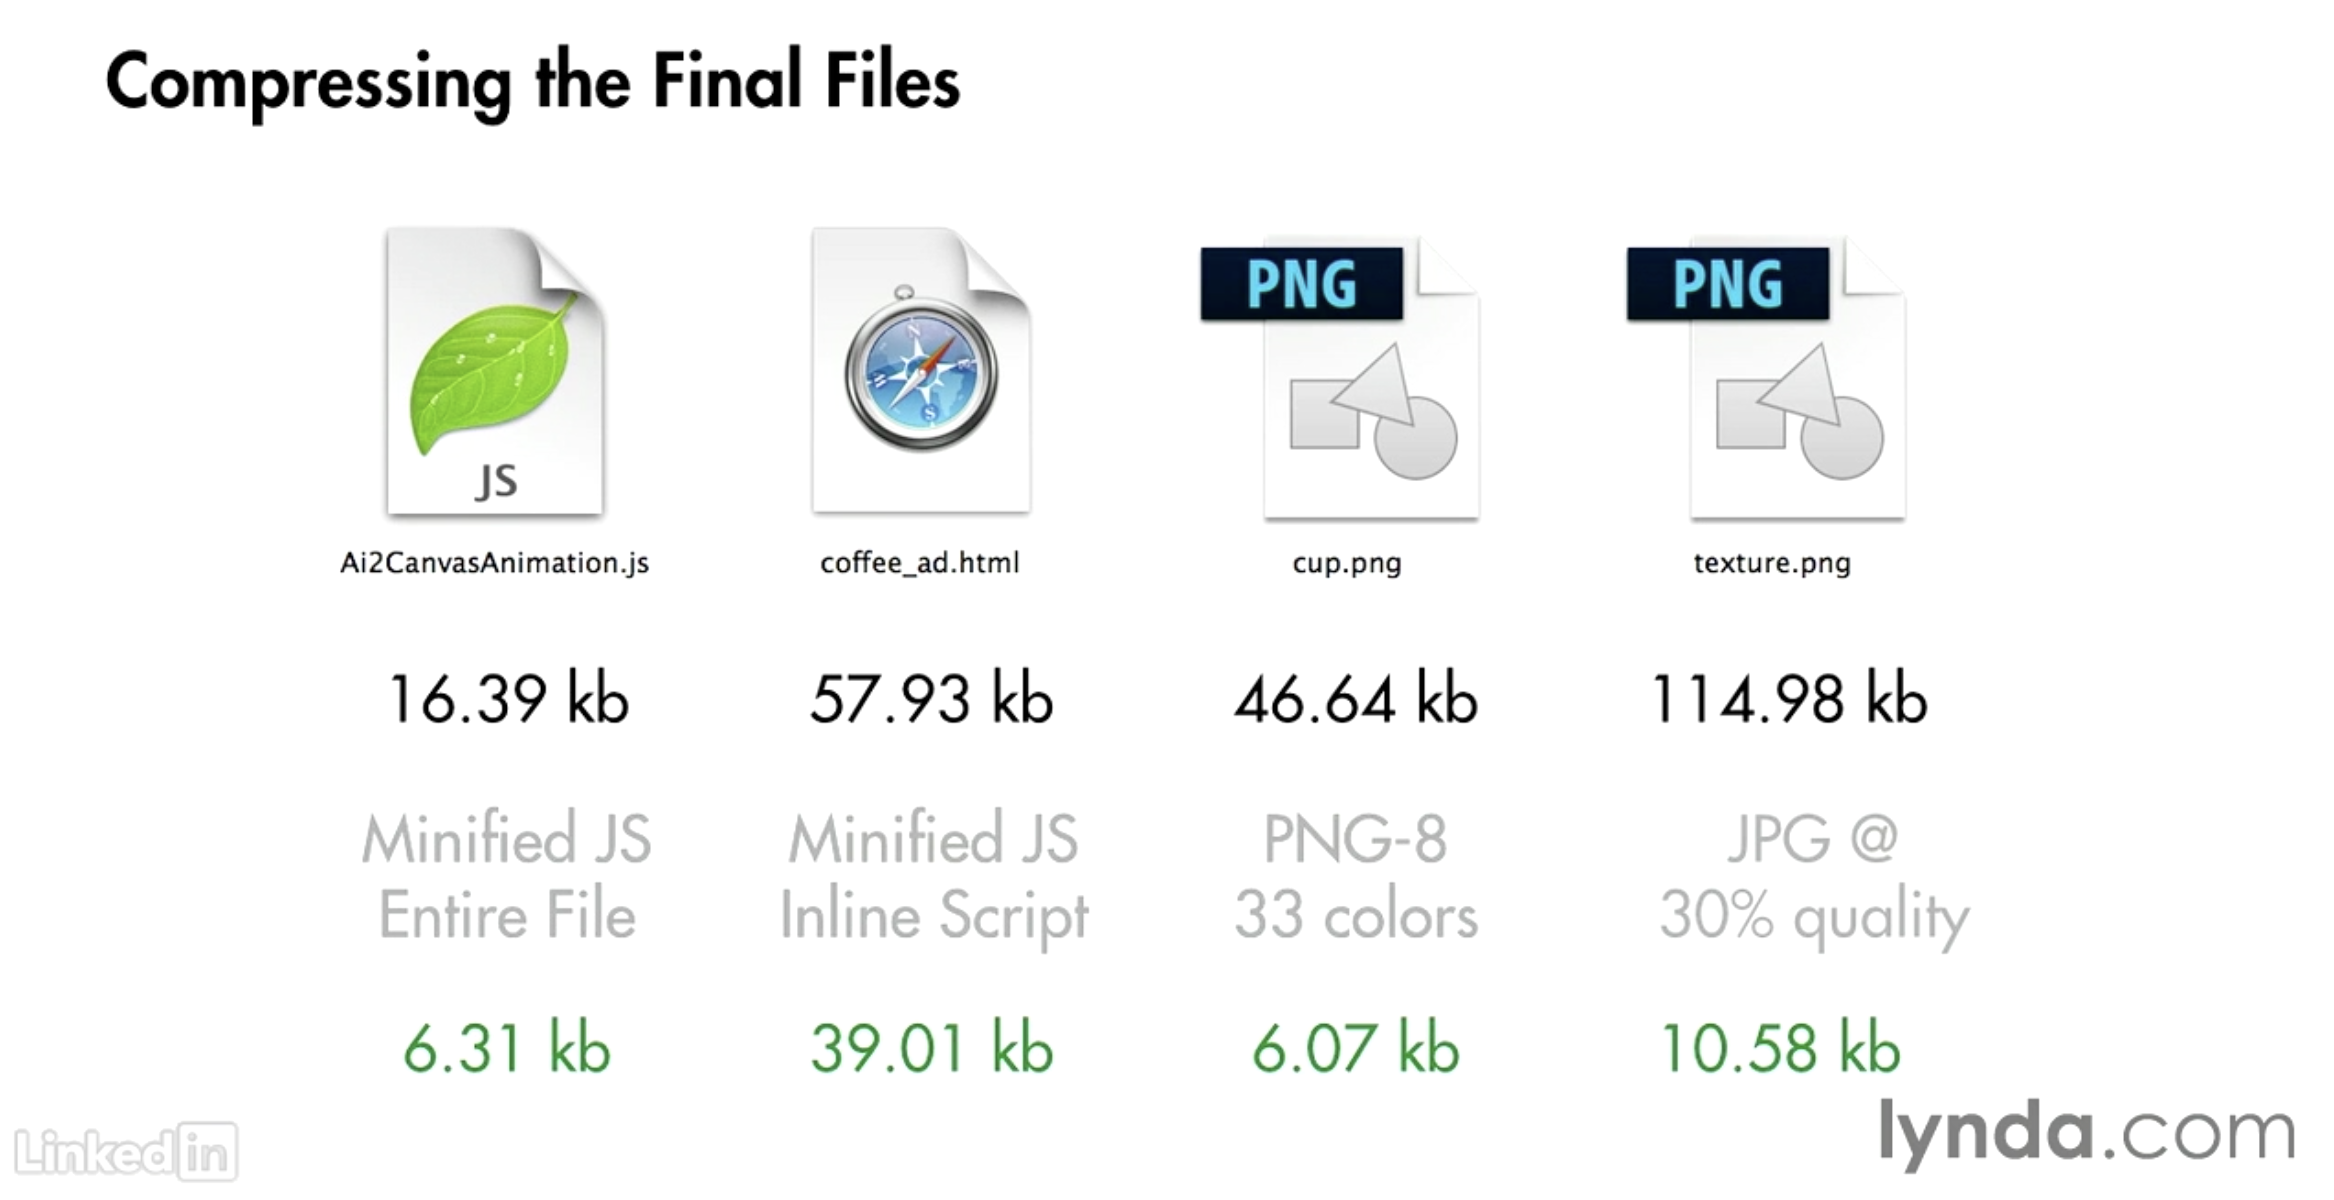 Compressing the Final Files
PNG
PNG
JS
Ai2CanvasAnimation.js
coffee_ad.html
cup.png
texture.png
16.39 kb
57.93 kb
46.64 kb
114.98 kb
Minified JS
Entire File
Minified JS
Inline Script
PNG-8
33 colors
JPG @
30% quality
6.31 kb
39.01 kb
6.07 kb
10.58 kb
Linked in
lynda.com